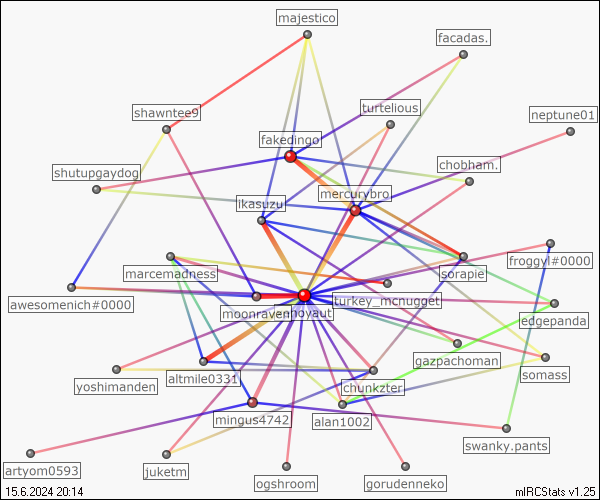 majestico
facadas.
turtelious
shawntee9
neptune01
fakedingo
chobham.
shutupgaydog
mercurybro.
ikasuzu
froggyl#0000
sorapie
marcemadness
awesomenich#0000
turkey_mcnugget
moonraven
hoyaut
edgepanda
gazpachoman
somass
yoshimanden
altmile0331
chunkzter
mingus4742
alan1002
swanky.pants
artyom0593
juketm
ogshroom
gorudenneko
15.6.2024 20:14
mIRCStats v1.25